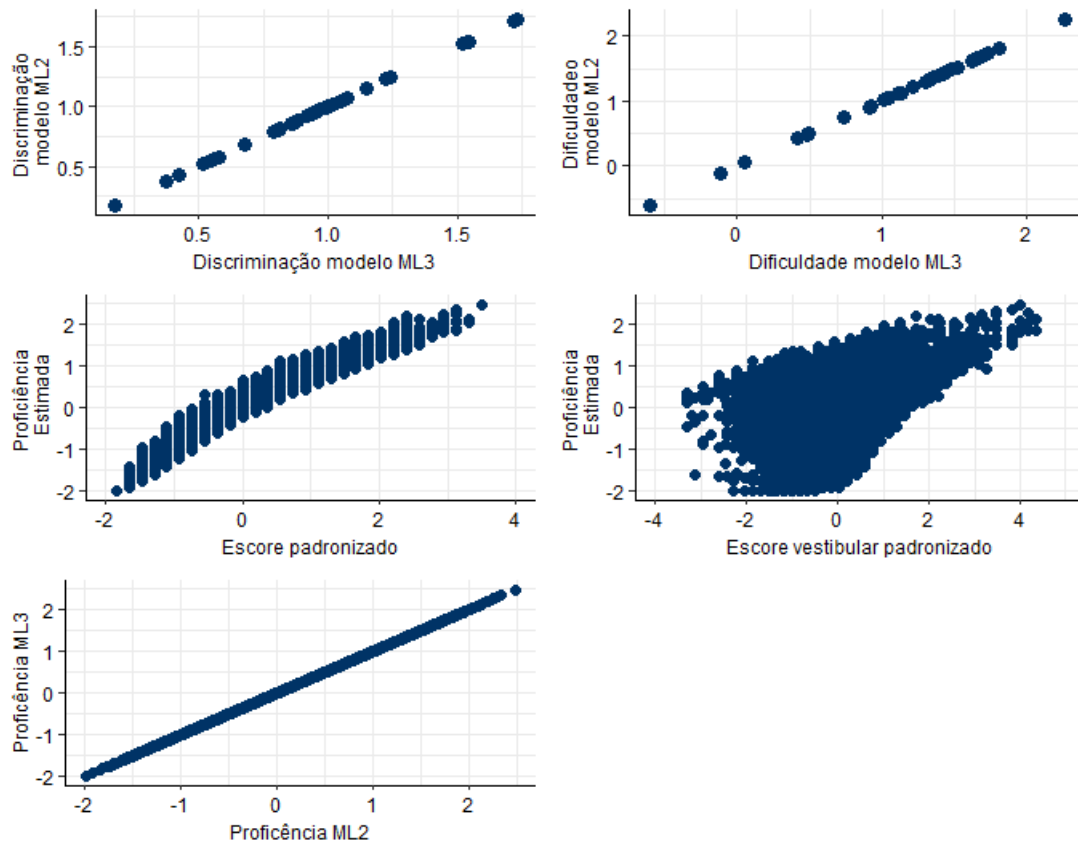 Discriminação
modelo ML2
1.5
1.0
0.5
0.5 1.0 1.5
Discriminação modelo ML3
Dificuldadeo
modelo ML2
2
1
0
0 1 2
Dificuldade modelo ML3
Proficiência
Estimada
2
1
0
-1
-2
-2 0 2 4
Escore padronizado
Proficiência
Estimada
2
1
0
-1
-2
-4 -2 0 2 4
Escore vestibular padronizado
Proficência ML3
2
1
0
-1
-2
-2 -1 0 1 2
Proficência ML2